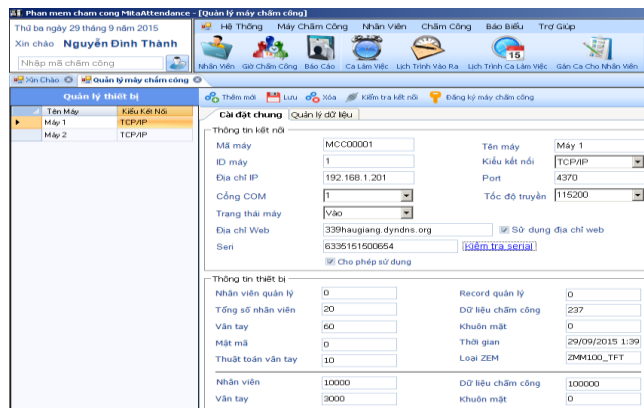 Phan mem cham cong MitaAttendance - [Quản lý máy chấm công]
Thứ ba ngày 29 tháng 9 năm 2015
Xin chào Nguyễn Đình Thành
Nhập mã chấm công
Hệ Thống Máy Chấm Công Nhân Viên Chấm Công Báo Biểu Trợ Giúp
Nhân Viên Giờ Chấm Công Báo Cáo Ca Làm Việc Lịch Trình Vào Ra Lịch Trình Ca Làm Việc Gán Ca Cho Nhân Viên
Xin Chào Quản lý máy chấm công
Quản lý thiết bị
Tên Máy Kiểu Kết Nối
Máy 1 TCP/IP
Máy 2 TCP/IP
Thêm mới Lưu Xóa Kiểm tra kết nối Đăng ký máy chấm công
Cài đặt chung Quản lý dữ liệu
Thông tin kết nối
Mã máy MCC00001 Tên máy Máy 1
ID máy 1 Kiểu kết nối TCP/IP
Địa chỉ IP 192.168.1.201 Port 4370
Cổng COM 1 Tốc độ truyền 115200
Trạng thái máy Vào
Địa chỉ Web 339haugiang.dyndns.org Sử dụng địa chỉ web
Seri 6335151500654 Kiểm tra serial
Cho phép sử dụng
Thông tin thiết bị
Nhân viên quản lý 0 Record quản lý 0
Tổng số nhân viên 20 Dữ liệu chấm công 237
Vân tay 60 Khuôn mặt 0
Mật mã 0 Thời gian 29/09/2015 1:39
Thuật toán vân tay 10 Loại ZEM ZMM100_TFT
Nhân viên 10000 Dữ liệu chấm công 100000
Vân tay 3000 Khuôn mặt 0